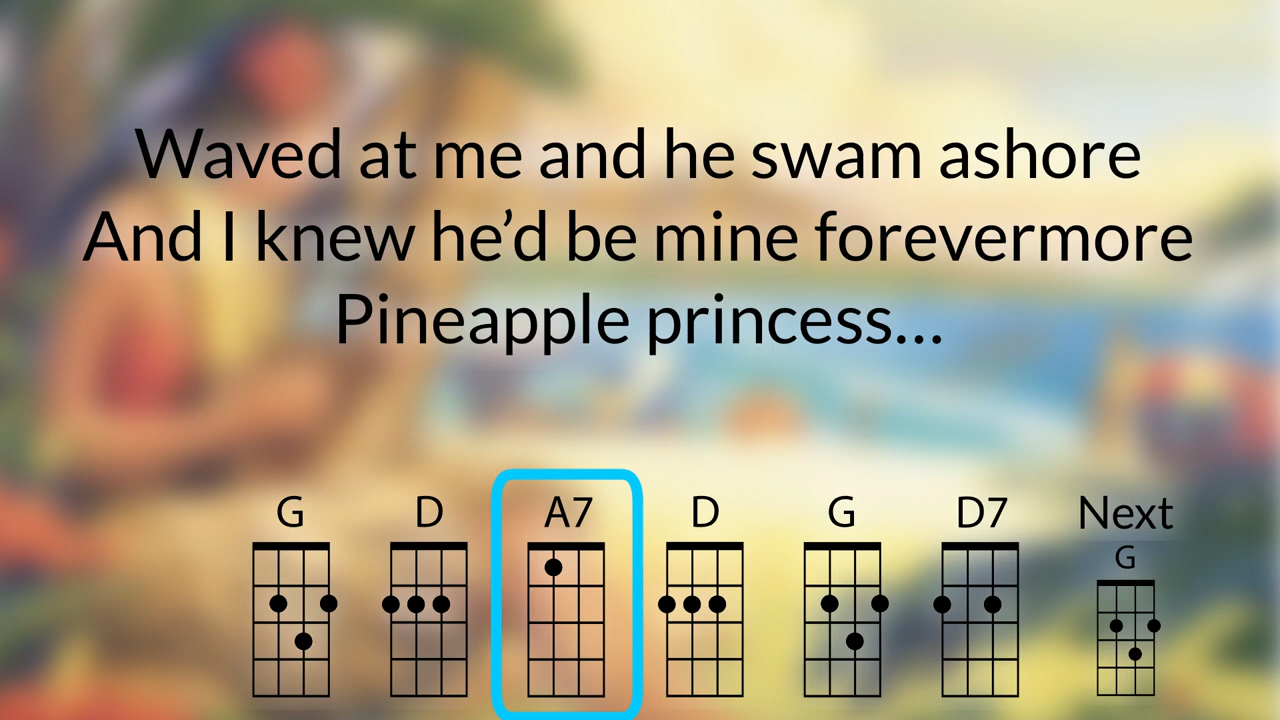 Waved at me and he swam ashore
And I knew he’d be mine forevermore
Pineapple princess...
G D A7 D G D7 Next
G